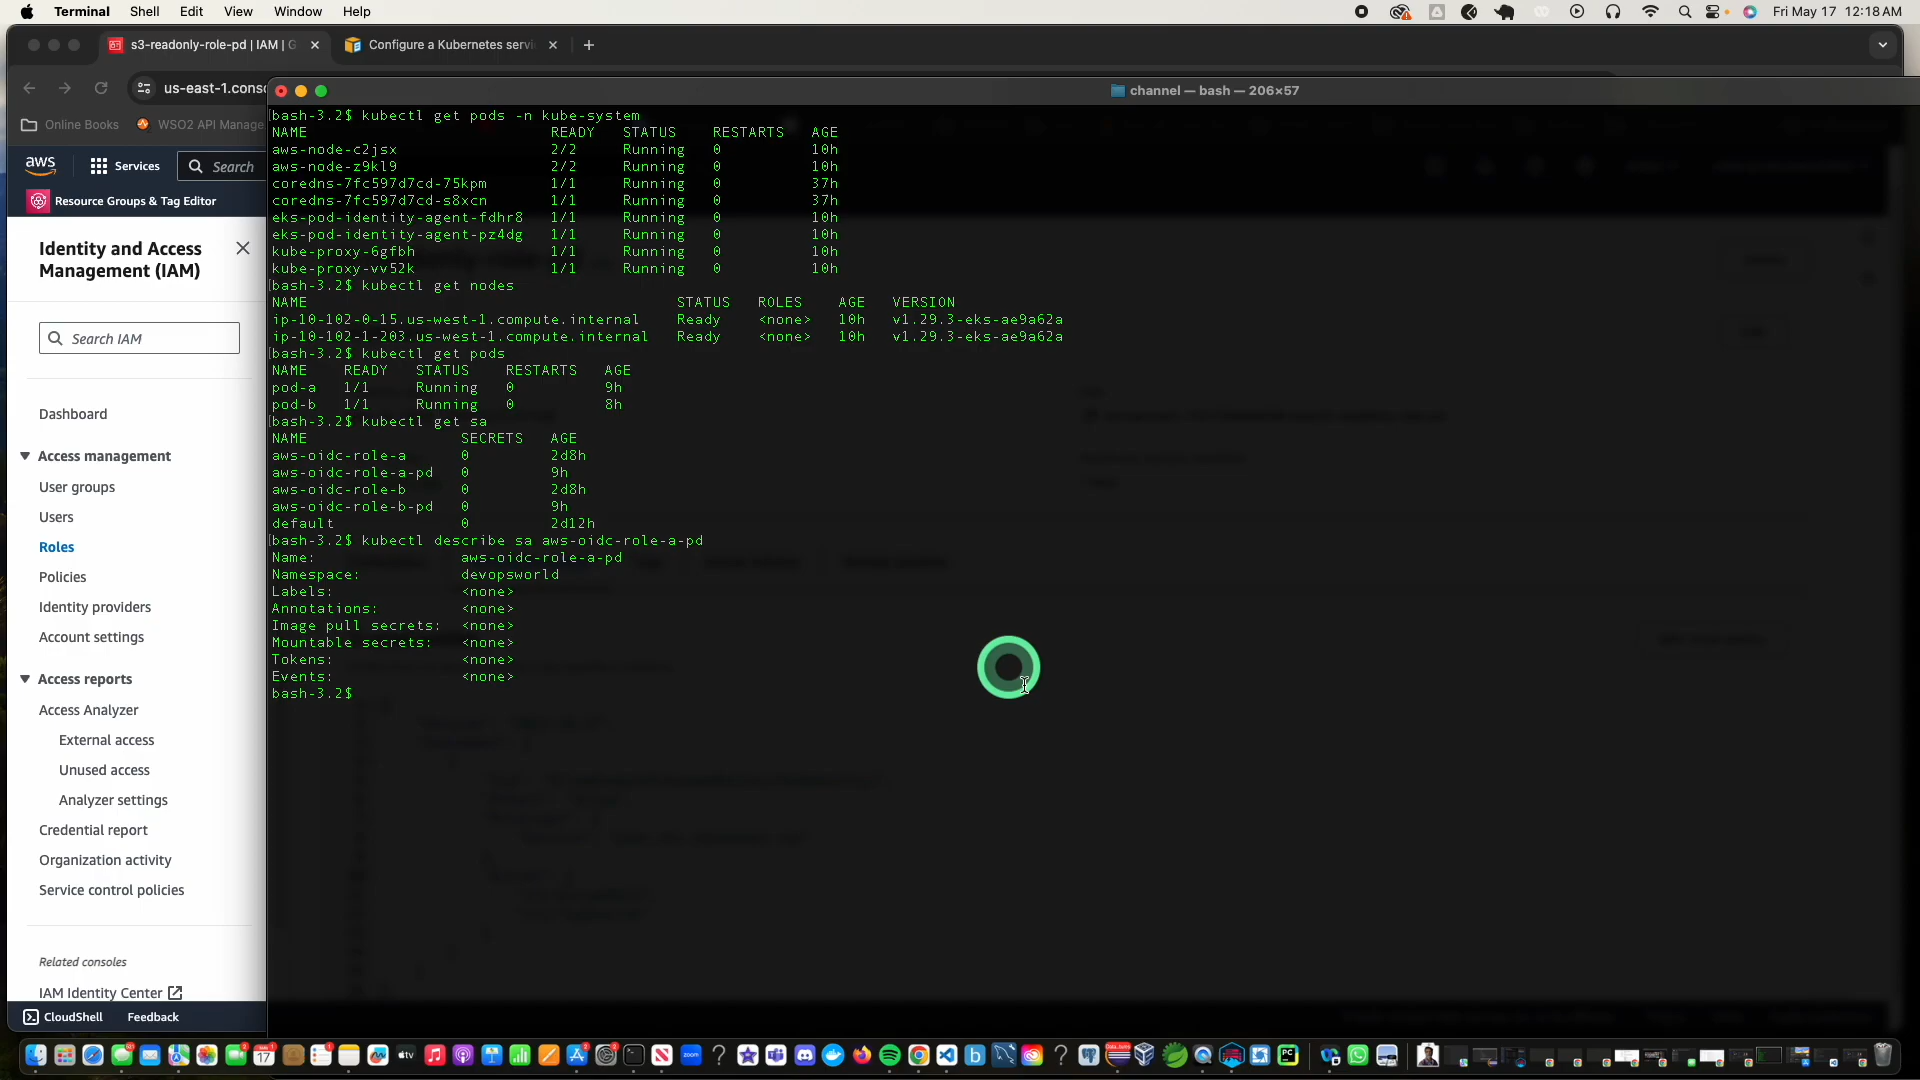 Terminal Shell Edit View Window Help
Fri May 17 12:18 AM
s3-readonly-role-pd | IAM | G
Configure a Kubernetes servi
us-east-1.conso
channel — bash — 206×57
Online Books
WSO2 API Manage
aws Services Search
Resource Groups & Tag Editor
Identity and Access
Management (IAM)
Search IAM
Dashboard
Access management
User groups
Users
Roles
Policies
Identity providers
Account settings
Access reports
Access Analyzer
External access
Unused access
Analyzer settings
Credential report
Organization activity
Service control policies
Related consoles
IAM Identity Center
CloudShell Feedback
[bash-3.2$ kubectl get pods -n kube-system
NAME READY STATUS RESTARTS AGE
aws-node-c2jsx 2/2 Running 0 10h
aws-node-z9kl9 2/2 Running 0 10h
coredns-7fc597d7cd-75kpm 1/1 Running 0 37h
coredns-7fc597d7cd-s8xcn 1/1 Running 0 37h
eks-pod-identity-agent-fdhr8 1/1 Running 0 10h
eks-pod-identity-agent-pz4dg 1/1 Running 0 10h
kube-proxy-6gfbh 1/1 Running 0 10h
kube-proxy-vv52k 1/1 Running 0 10h
[bash-3.2$ kubectl get nodes
NAME STATUS ROLES AGE VERSION
ip-10-102-0-15.us-west-1.compute.internal Ready <none> 10h v1.29.3-eks-ae9a62a
ip-10-102-1-203.us-west-1.compute.internal Ready <none> 10h v1.29.3-eks-ae9a62a
[bash-3.2$ kubectl get pods
NAME READY STATUS RESTARTS AGE
pod-a 1/1 Running 0 9h
pod-b 1/1 Running 0 8h
[bash-3.2$ kubectl get sa
NAME SECRETS AGE
aws-oidc-role-a 0 2d8h
aws-oidc-role-a-pd 0 9h
aws-oidc-role-b 0 2d8h
aws-oidc-role-b-pd 0 9h
default 0 2d12h
[bash-3.2$ kubectl describe sa aws-oidc-role-a-pd
Name: aws-oidc-role-a-pd
Namespace: devopsworld
Labels: <none>
Annotations: <none>
Image pull secrets: <none>
Mountable secrets: <none>
Tokens: <none>
Events: <none>
bash-3.2$